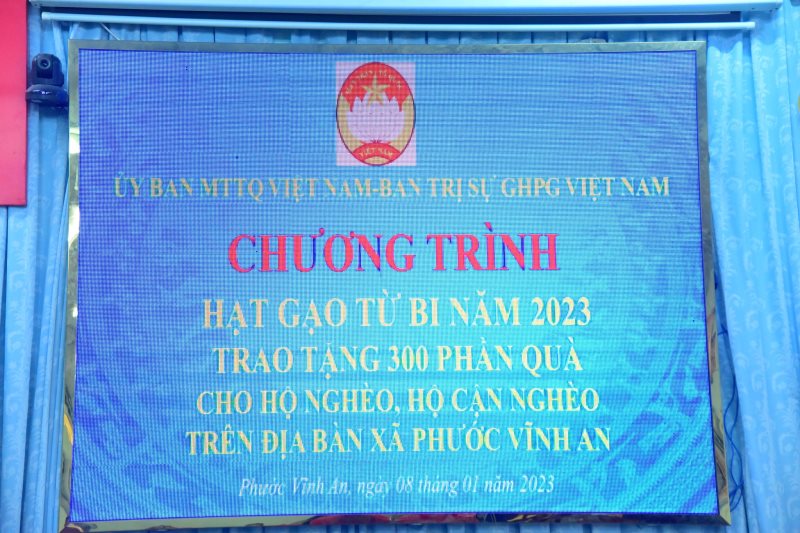 VIỆT NAM
ỦY BAN MTTQ VIỆT NAM-BAN TRỊ SỰ GHPG VIỆT NAM
CHƯƠNG TRÌNH
HẠT GẠO TỪ BI NĂM 2023
TRAO TẶNG 300 PHẦN QUÀ
CHO HỘ NGHÈO, HỘ CẬN NGHÈO
TRÊN ĐỊA BÀN XÃ PHƯỚC VĨNH AN
Phước Vĩnh An, ngày 08 tháng 01 năm 2023